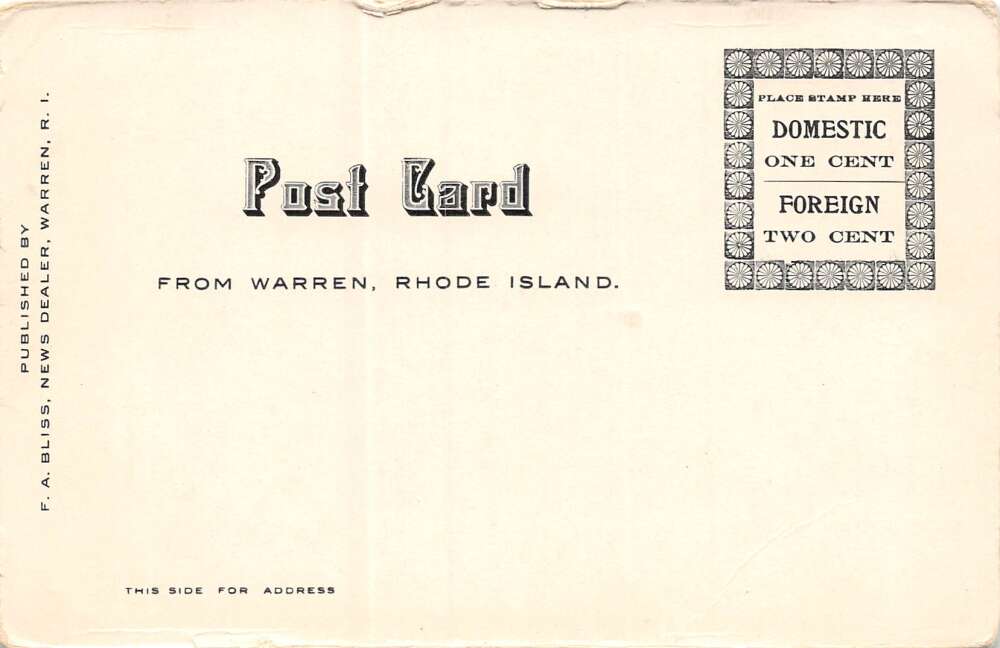 PUBLISHED BY
F. A. BLISS, NEWS DEALER, WARREN, R. I.
Post Card
FROM WARREN, RHODE ISLAND.
PLACE STAMP HERE
DOMESTIC
ONE CENT
FOREIGN
TWO CENT
THIS SIDE FOR ADDRESS